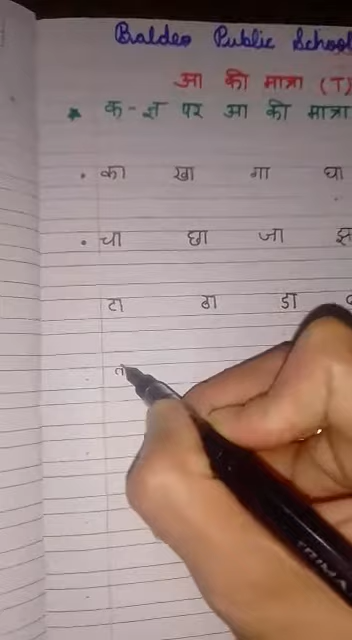 Baldeo Public School
आ की मात्रा (ा)
* क - ज्ञ पर आ की मात्रा
• का खा गा घा
• चा छा जा
टा ठा डा